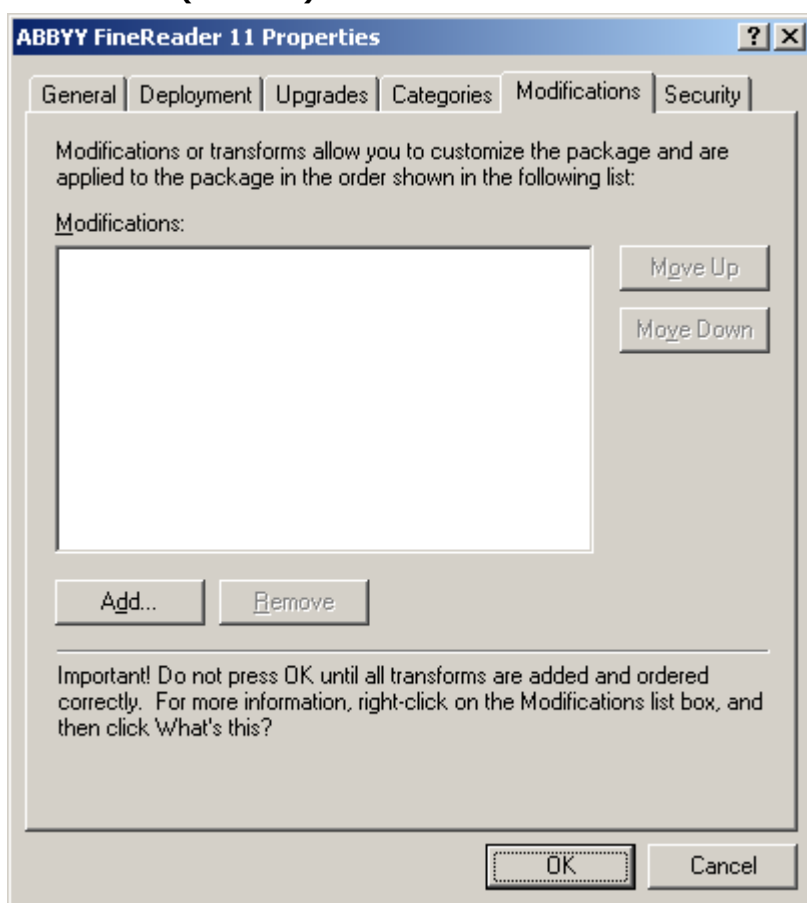 ABBYY FineReader 11 Properties
General Deployment Upgrades Categories Modifications Security
Modifications or transforms allow you to customize the package and are
applied to the package in the order shown in the following list:
Modifications:
Move Up
Move Down
Add... Remove
Important! Do not press OK until all transforms are added and ordered
correctly. For more information, right-click on the Modifications list box, and
then click What's this?
OK Cancel